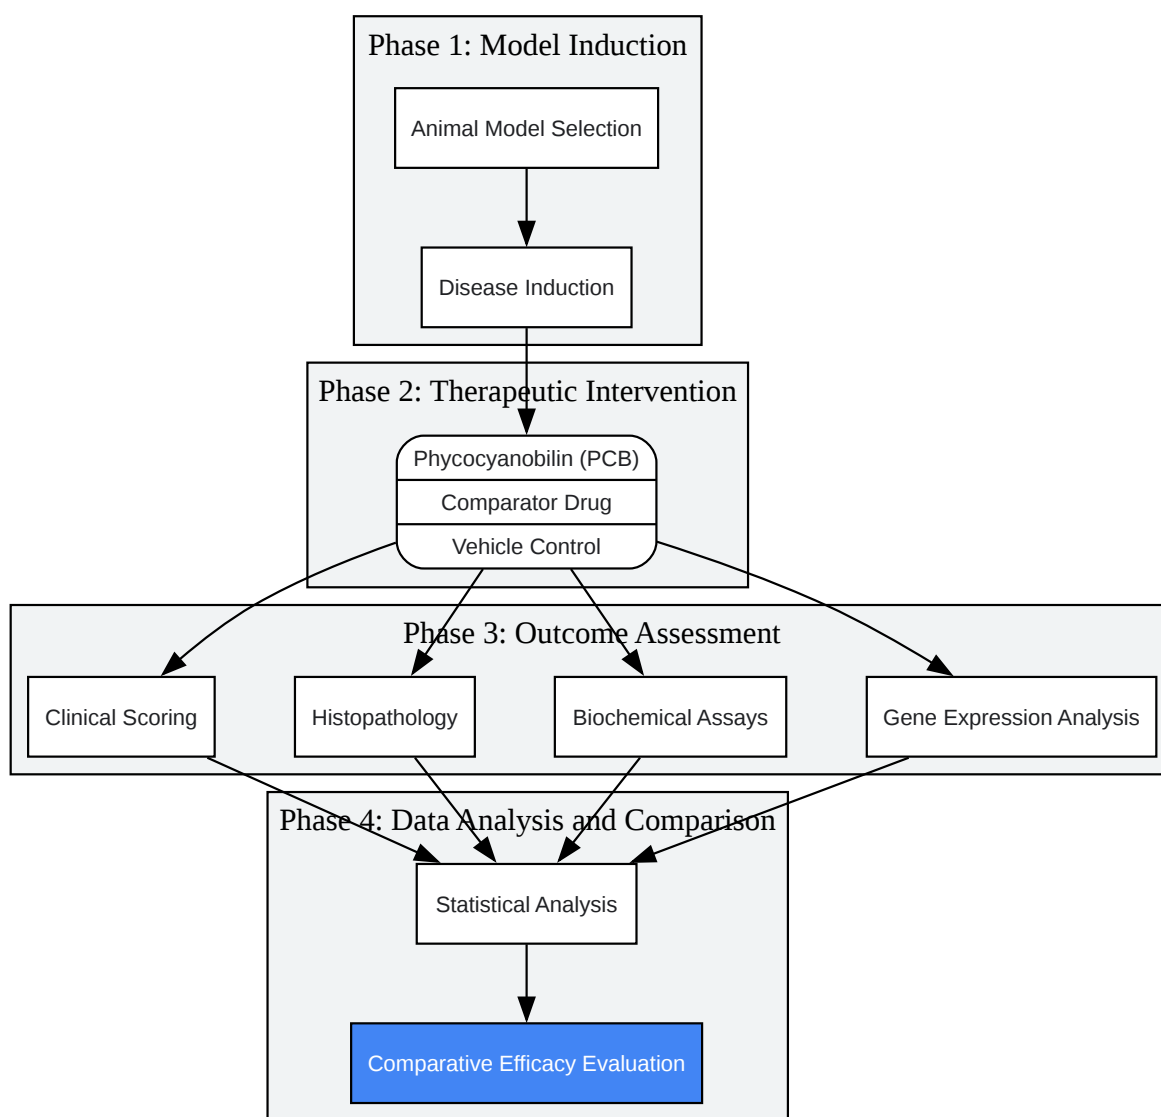 Phase 1: Model Induction
Animal Model Selection
Disease Induction
Phase 2: Therapeutic Intervention
Phycocyanobilin (PCB)
Comparator Drug
Vehicle Control
Phase 3: Outcome Assessment
Clinical Scoring
Histopathology
Biochemical Assays
Gene Expression Analysis
Phase 4: Data Analysis and Comparison
Statistical Analysis
Comparative Efficacy Evaluation